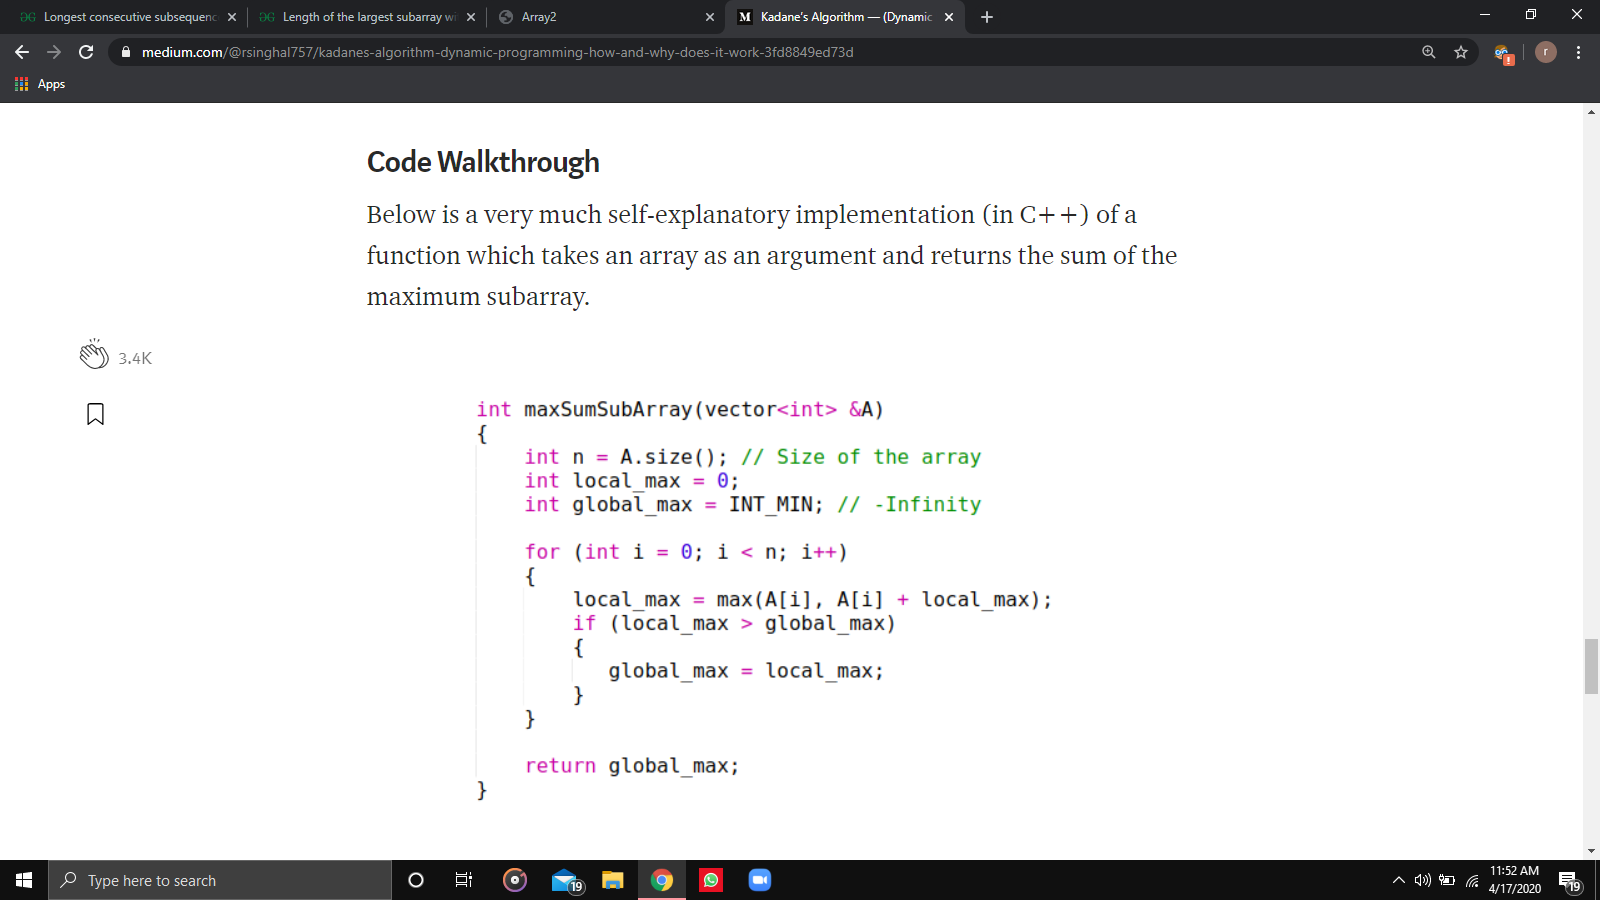 Longest consecutive subsequenc
Length of the largest subarray wi
Array2
Kadane's Algorithm — (Dynamic
medium.com/@rsinghal757/kadanes-algorithm-dynamic-programming-how-and-why-does-it-work-3fd8849ed73d
r
Apps
Code Walkthrough
Below is a very much self-explanatory implementation (in C++) of a
function which takes an array as an argument and returns the sum of the
maximum subarray.
3.4K
int maxSumSubArray(vector<int> &A)
{
int n = A.size(); // Size of the array
int local_max = 0;
int global_max = INT_MIN; // -Infinity
for (int i = 0; i < n; i++)
{
local_max = max(A[i], A[i] + local_max);
if (local_max > global_max)
{
global_max = local_max;
}
}
return global_max;
}
Type here to search
19
11:52 AM
4/17/2020
19